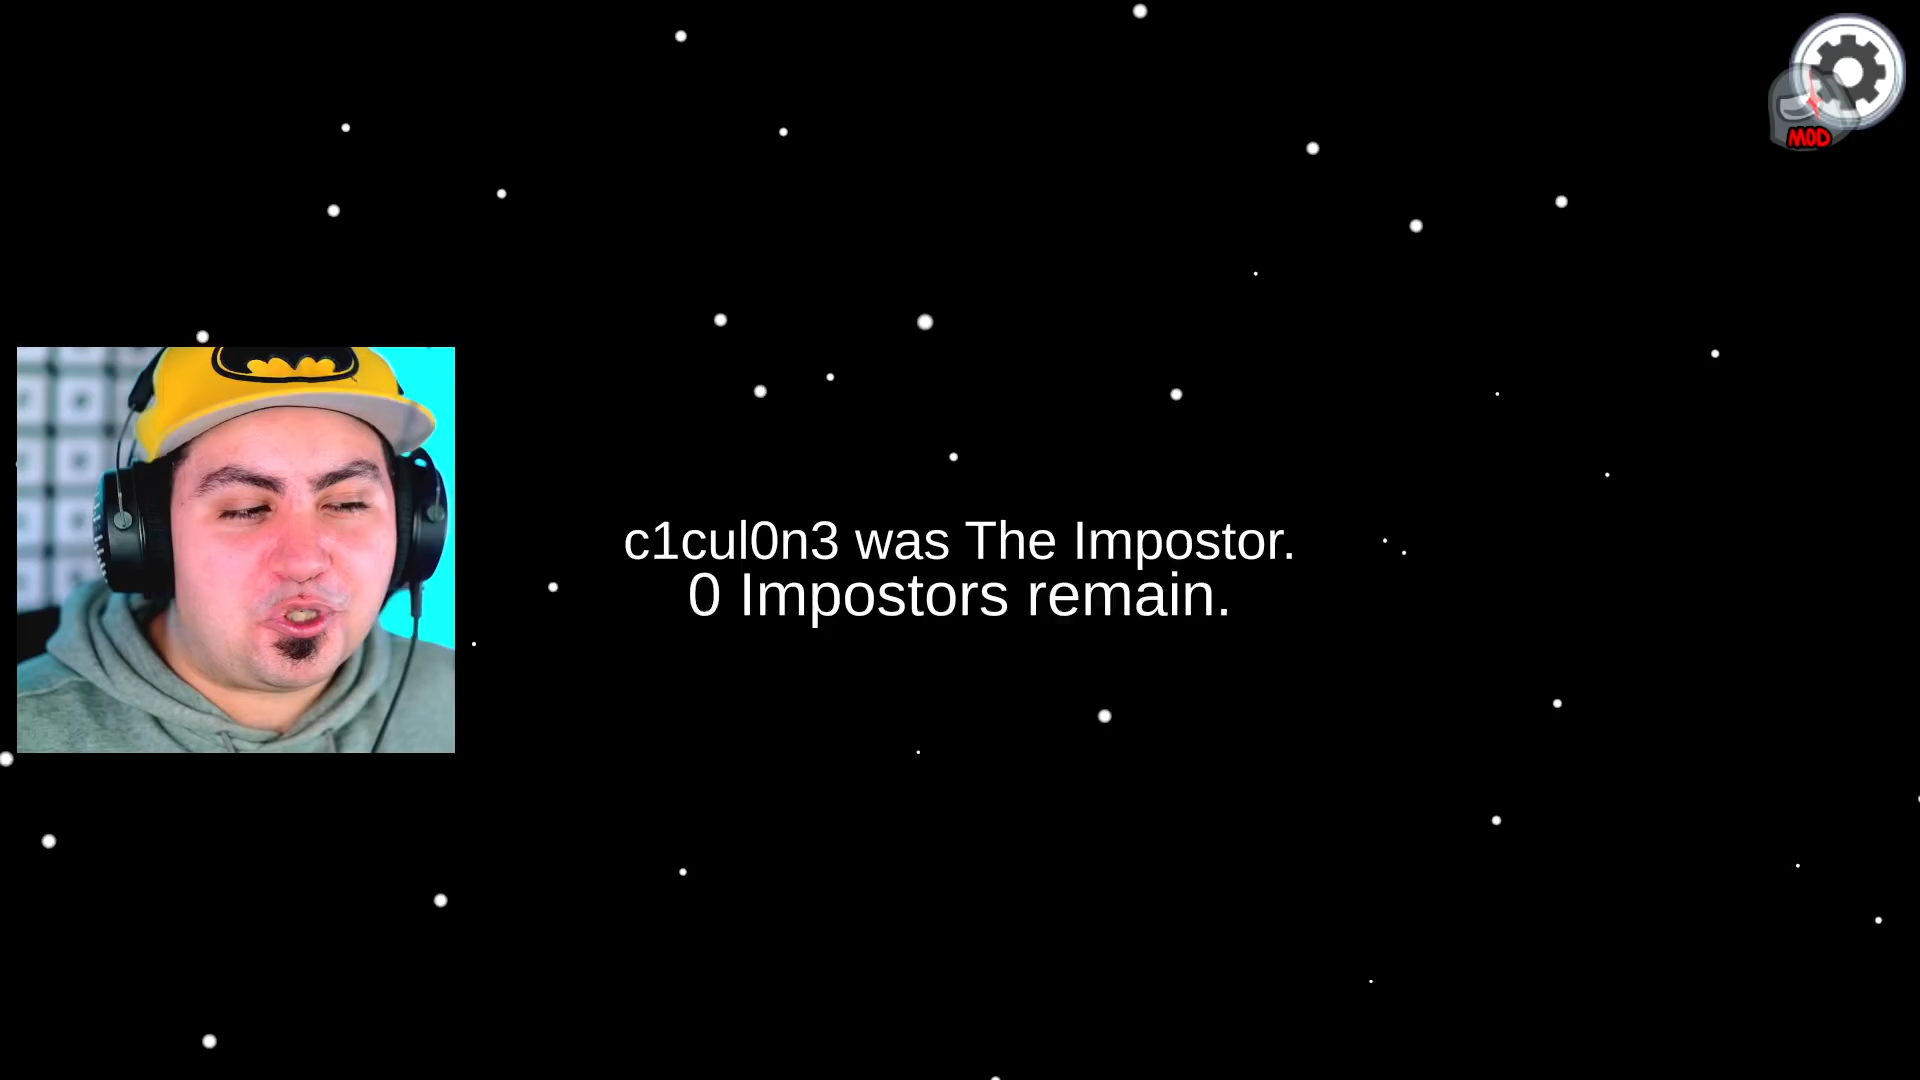 MOD
c1cul0n3 was The Impostor.
0 Impostors remain.